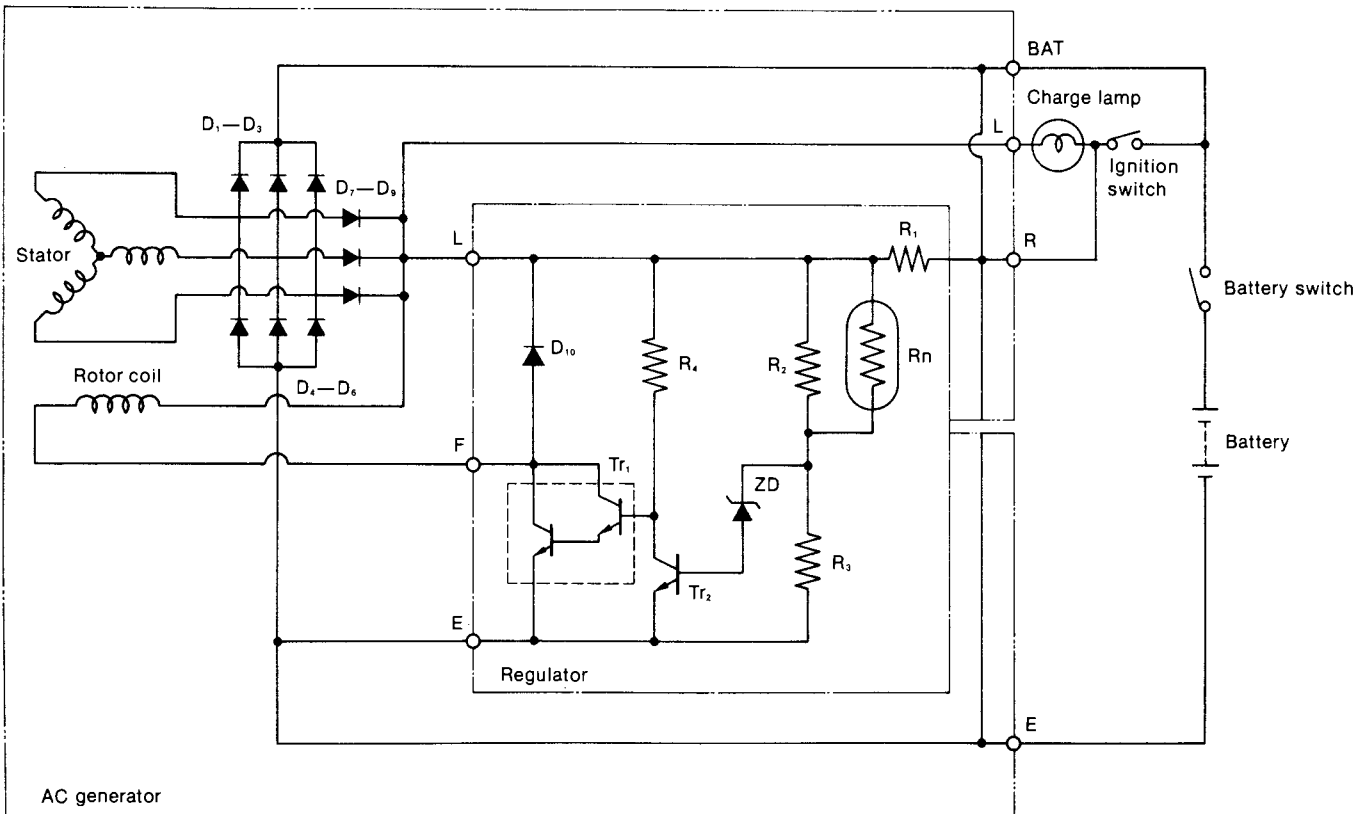 BAT
Charge lamp
D₁—D₃
L
Ignition
switch
D₇—D₉
R₁
R
Stator
L
Battery switch
D₁₀
R₄
R₂
Rn
Rotor coil
D₄—D₆
F
Tr₁
ZD
Battery
R₃
Tr₂
E
Regulator
E
AC generator